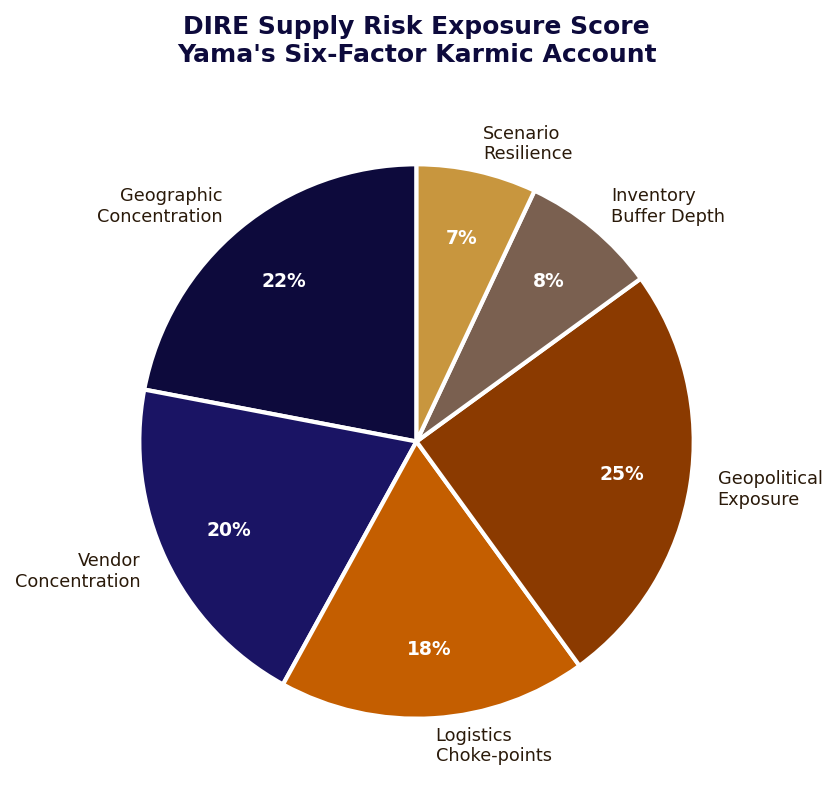 DIRE Supply Risk Exposure Score
Yama's Six-Factor Karmic Account
Scenario
Resilience
Geographic
Concentration
Inventory
Buffer Depth
7%
22%
8%
25%
Geopolitical
Exposure
20%
Vendor
Concentration
18%
Logistics
Choke-points